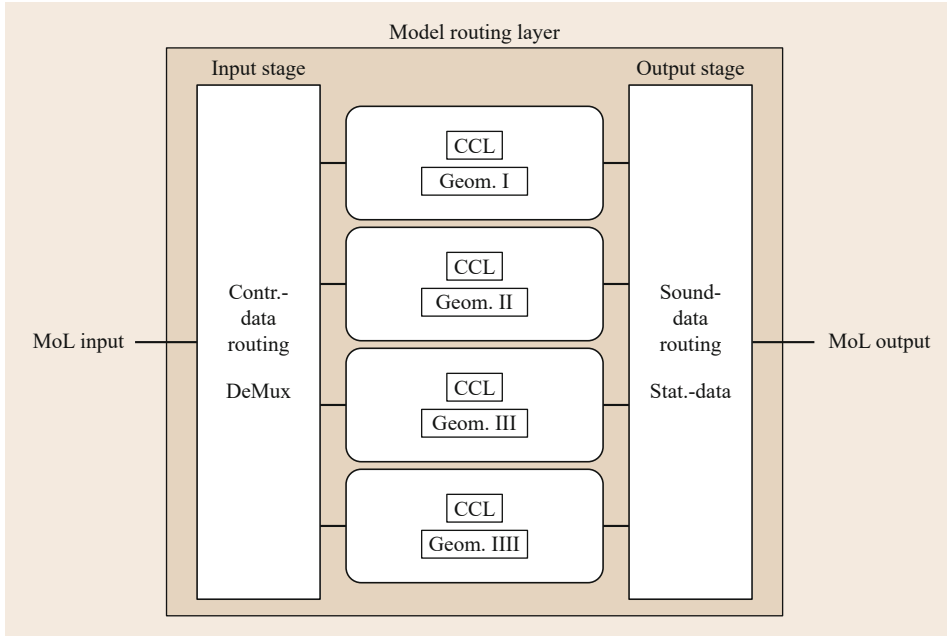 Model routing layer
Input stage
Output stage
CCL
Geom. I
CCL
Geom. II
Contr.-
data
routing
DeMux
Sound-
data
routing
Stat.-data
MoL input
MoL output
CCL
Geom. III
CCL
Geom. IIII